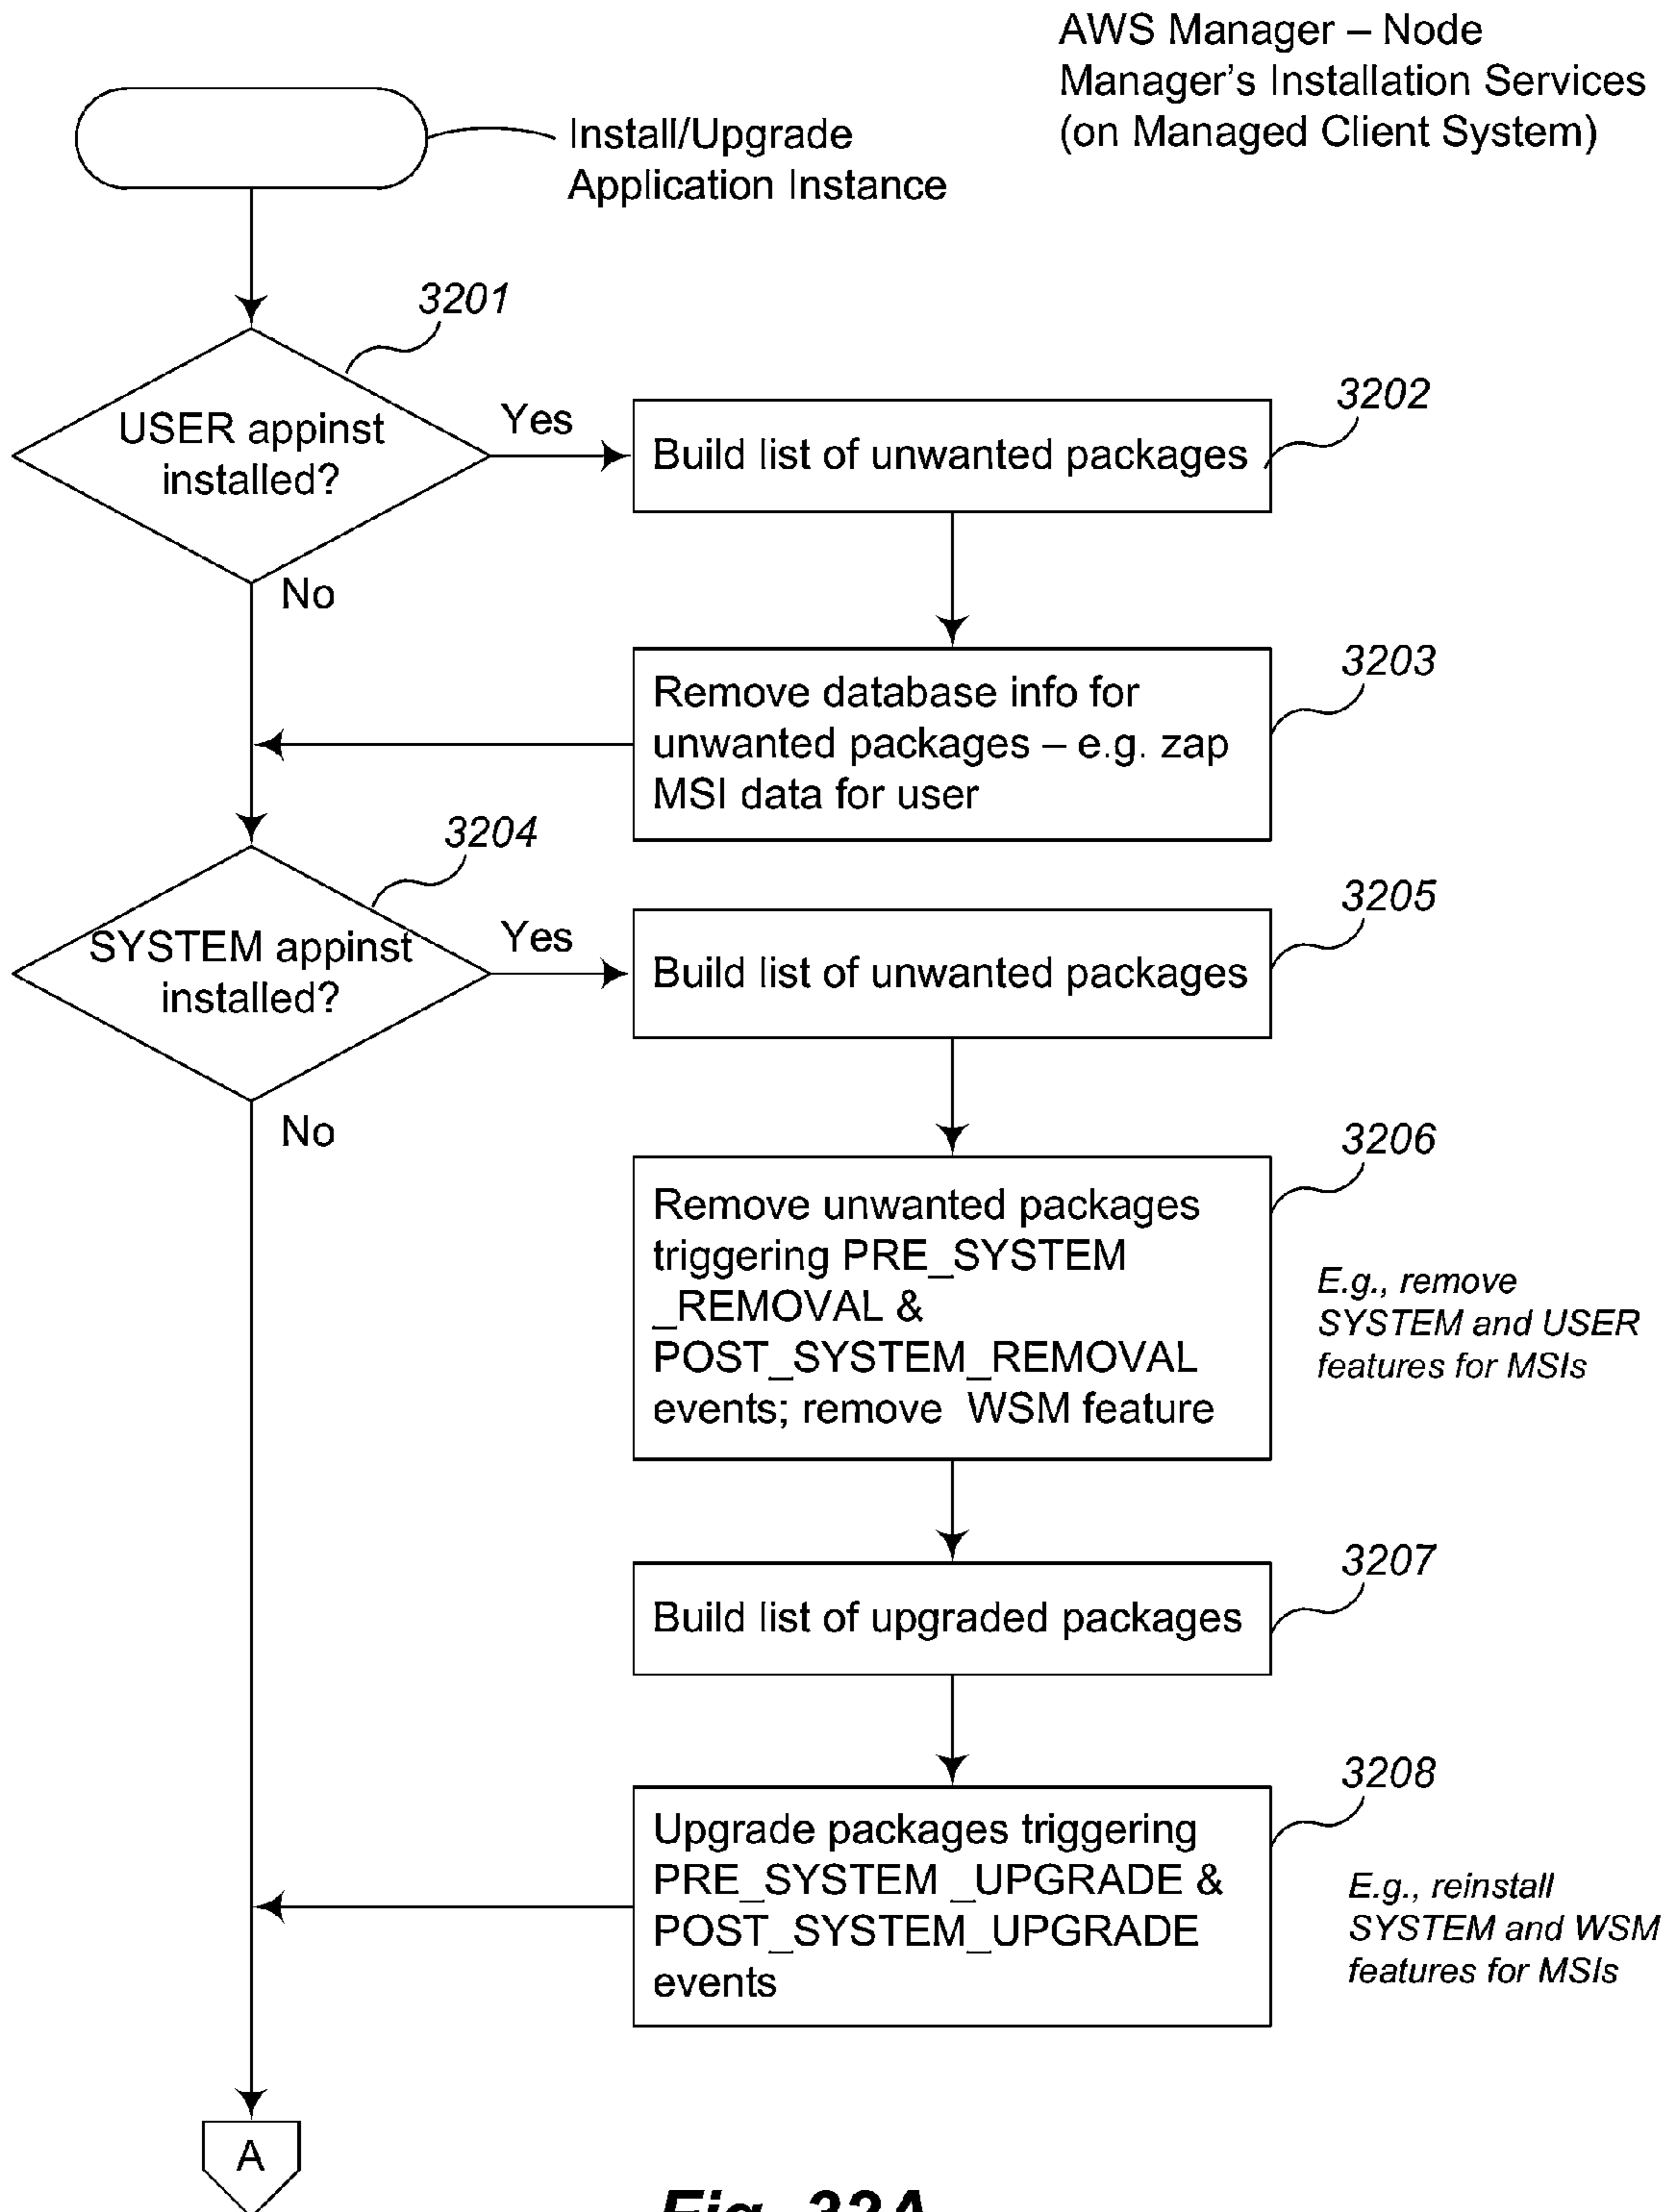 AWS Manager – Node
Manager's Installation Services
(on Managed Client System)
Install/Upgrade
Application Instance
3201
USER appinst
installed?
Yes
No
3202
Build list of unwanted packages
3203
Remove database info for
unwanted packages – e.g. zap
MSI data for user
3204
SYSTEM appinst
installed?
Yes
No
3205
Build list of unwanted packages
3206
Remove unwanted packages
triggering PRE_SYSTEM
_REMOVAL &
POST_SYSTEM_REMOVAL
events; remove WSM feature
E.g., remove
SYSTEM and USER
features for MSIs
3207
Build list of upgraded packages
3208
Upgrade packages triggering
PRE_SYSTEM _UPGRADE &
POST_SYSTEM_UPGRADE
events
E.g., reinstall
SYSTEM and WSM
features for MSIs
A
Fig. 32A